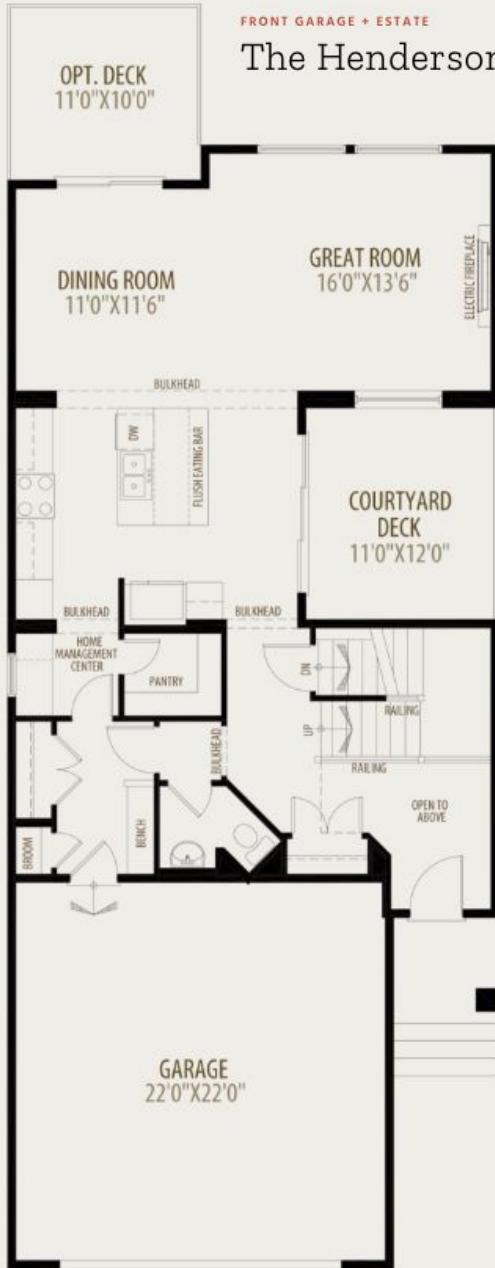 FRONT GARAGE + ESTATE
The Henderson
OPT. DECK
11'0"X10'0"
DINING ROOM
11'0"X11'6"
GREAT ROOM
16'0"X13'6"
ELECTRIC FIREPLACE
BULKHEAD
DW
FLUSH EATING BAR
COURTYARD
DECK
11'0"X12'0"
BULKHEAD
BULKHEAD
HOME
MANAGEMENT
CENTER
PANTRY
DN
RAILING
UP
BULKHEAD
RAILING
OPEN TO
ABOVE
BROOM
BENCH
GARAGE
22'0"X22'0"